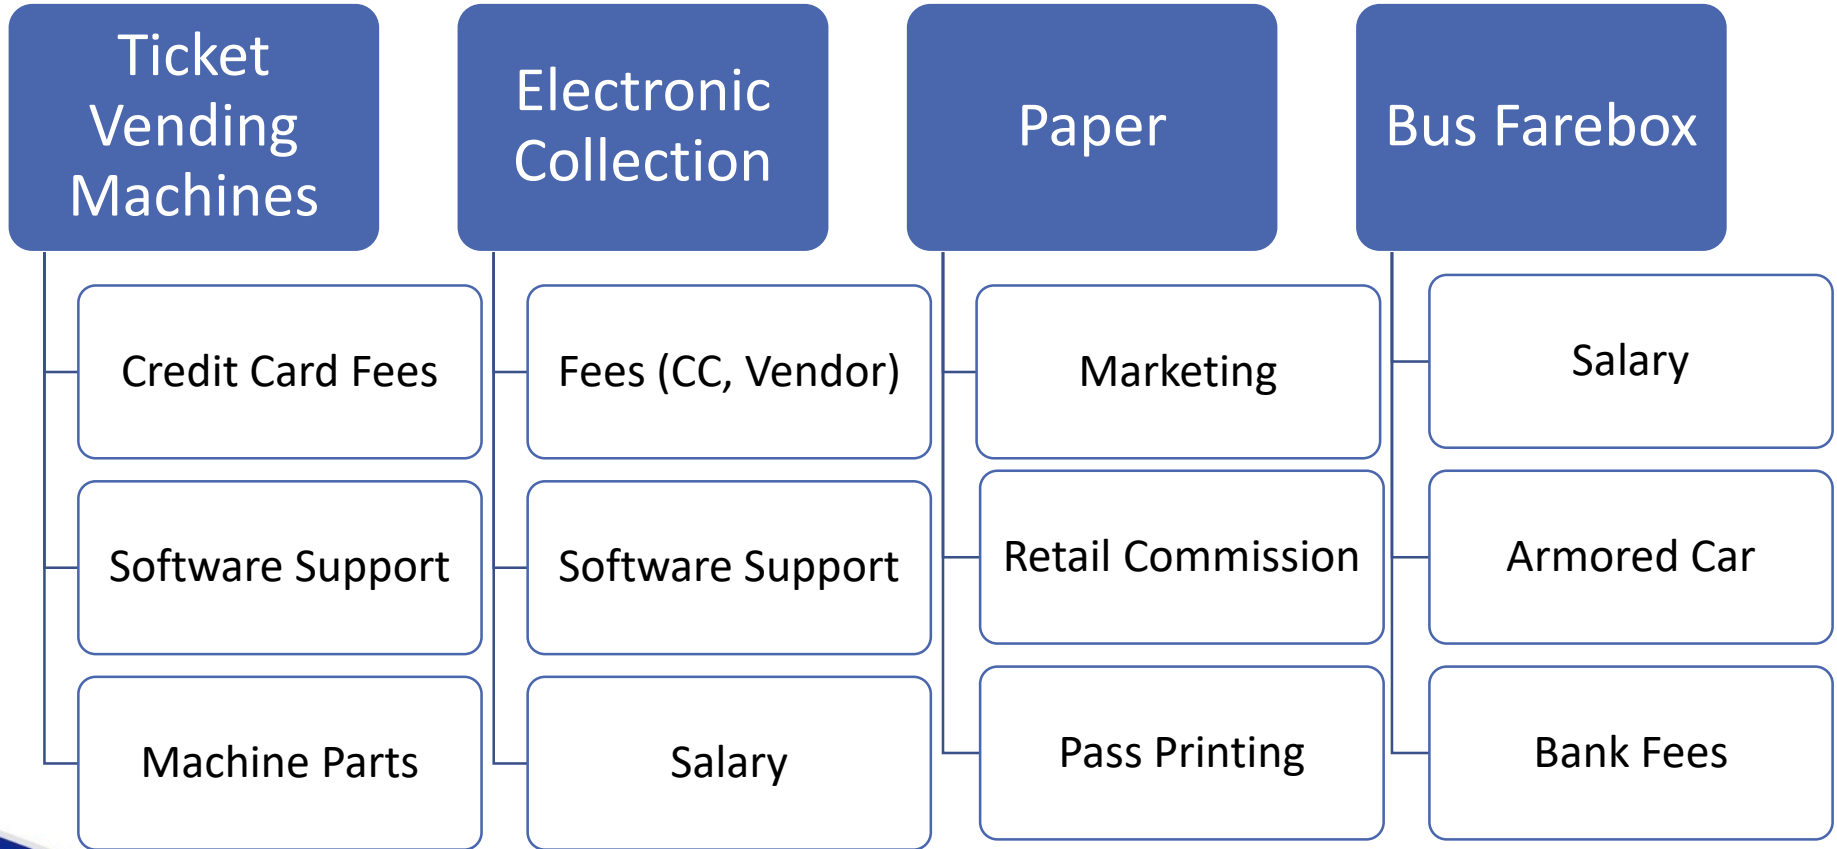 Ticket
Vending
Machines
Credit Card Fees
Software Support
Machine Parts
Electronic
Collection
Fees (CC, Vendor)
Software Support
Salary
Paper
Marketing
Retail Commission
Pass Printing
Bus Farebox
Salary
Armored Car
Bank Fees